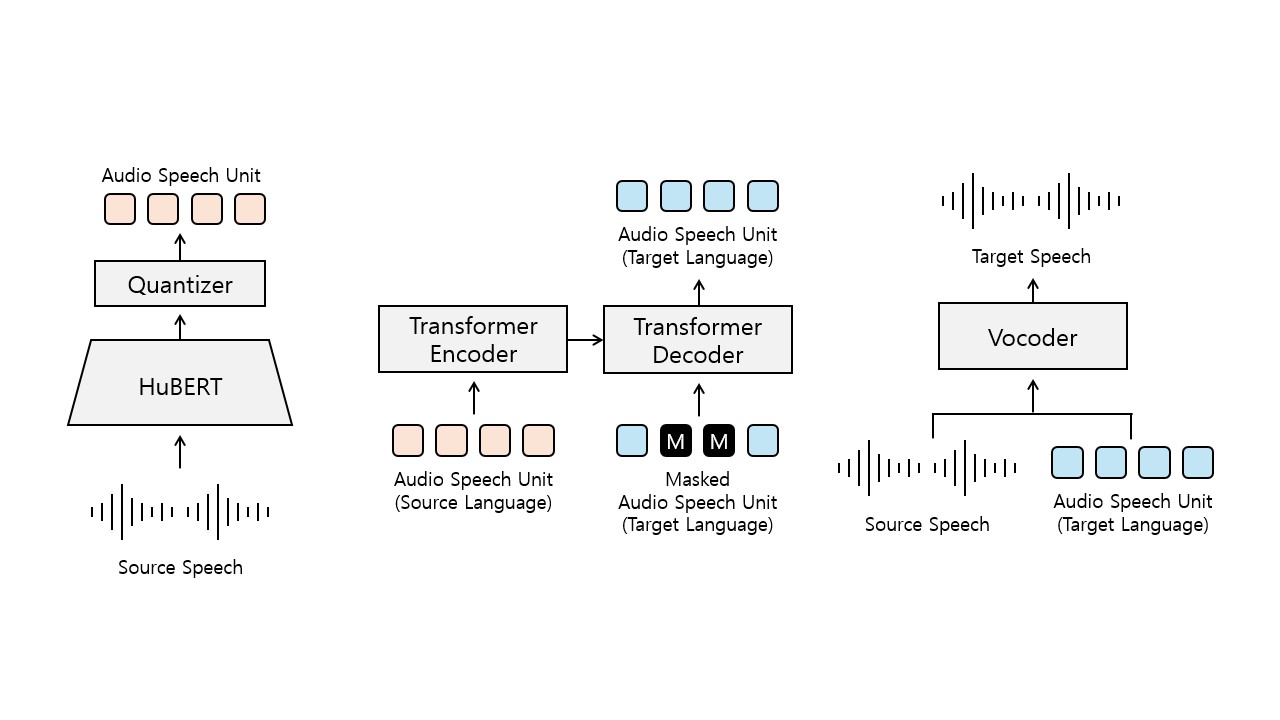 Audio Speech Unit
Quantizer
HuBERT
Source Speech
Audio Speech Unit
(Target Language)
Transformer
Encoder
Transformer
Decoder
M M
Audio Speech Unit
(Source Language)
Masked
Audio Speech Unit
(Target Language)
Target Speech
Vocoder
Source Speech
Audio Speech Unit
(Target Language)